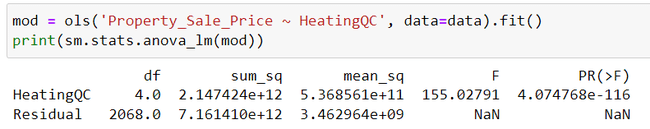 mod = ols('Property_Sale_Price ~ HeatingQC', data=data).fit()
print(sm.stats.anova_lm(mod))
df sum_sq mean_sq F PR(>F)
HeatingQC 4.0 2.147424e+12 5.368561e+11 155.02791 4.074768e-116
Residual 2068.0 7.161410e+12 3.462964e+09 NaN NaN